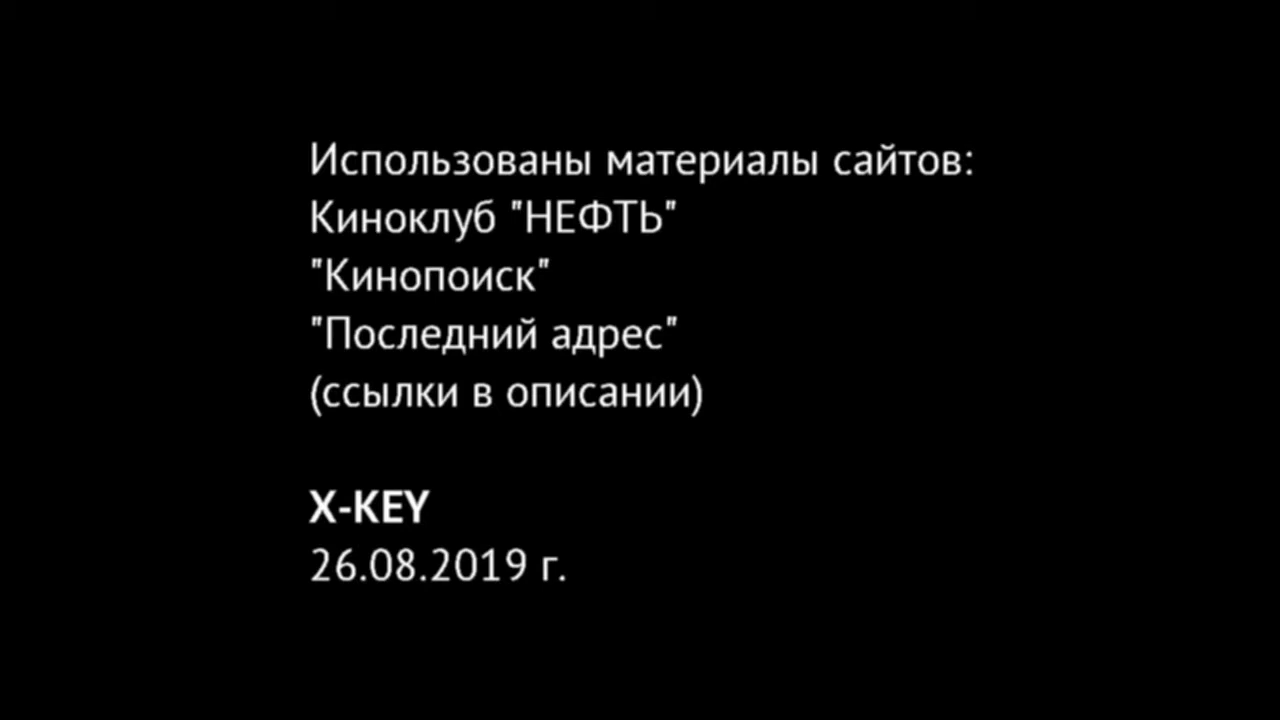 Использованы материалы сайтов:
Киноклуб "НЕФТЬ"
"Кинопоиск"
"Последний адрес"
(ссылки в описании)
X-KEY
26.08.2019 г.